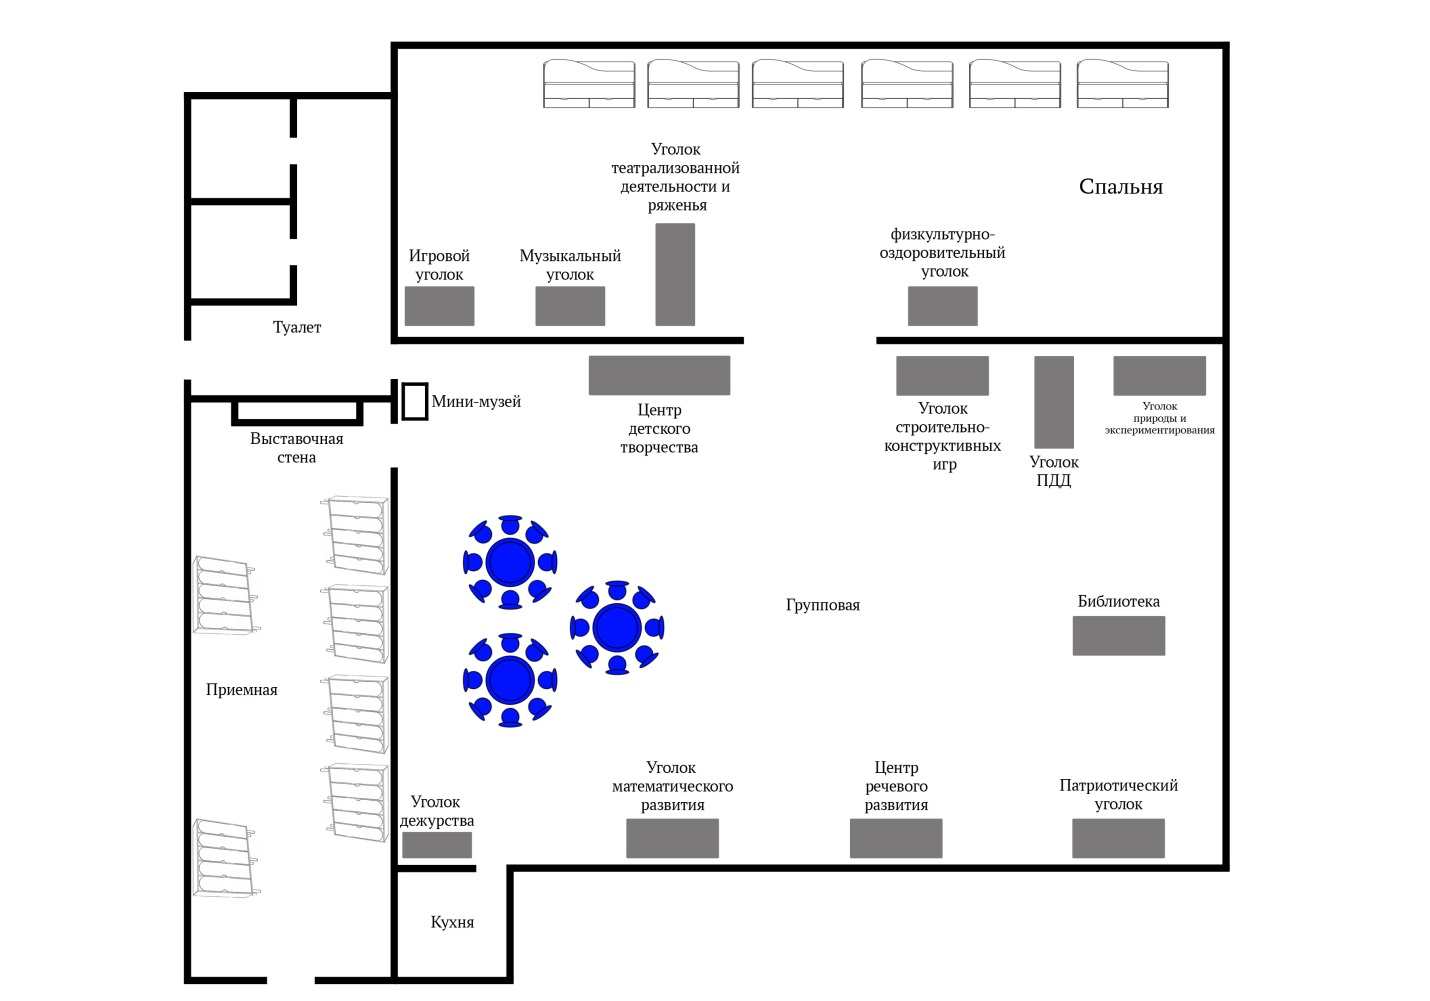 Уголок
театрализованной
деятельности и
ряженья
Спальня
Игровой
уголок
Музыкальный
уголок
физкультурно-
оздоровительный
уголок
Туалет
Мини-музей
Центр
детского
творчества
Уголок
строительно-
конструктивных
игр
Уголок
ПДД
Уголок
природы и
экспериментирования
Выставочная
стена
Групповая
Библиотека
Приемная
Уголок
дежурства
Уголок
математического
развития
Центр
речевого
развития
Патриотический
уголок
Кухня